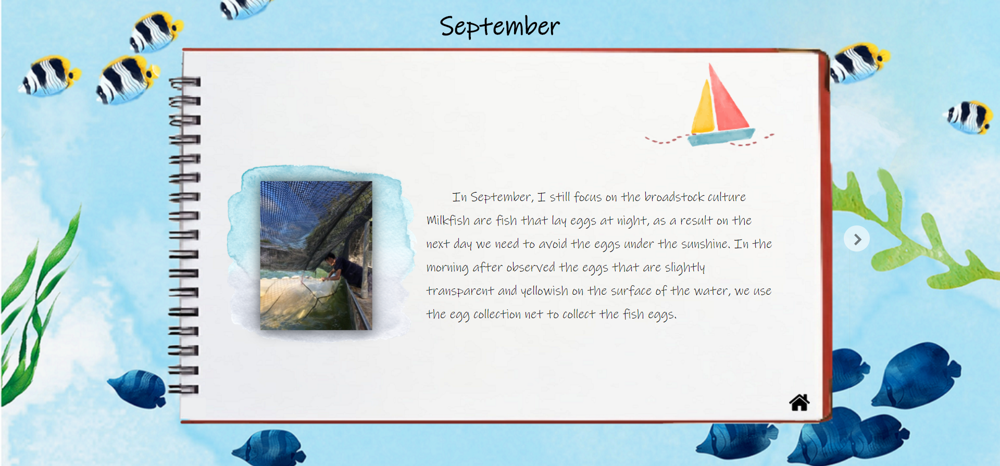 September
In September, I still focus on the broadstock culture
Milkfish are fish that lay eggs at night, as a result on the
next day we need to avoid the eggs under the sunshine. In the
morning after observed the eggs that are slightly
transparent and yellowish on the surface of the water, we use
the egg collection net to collect the fish eggs.